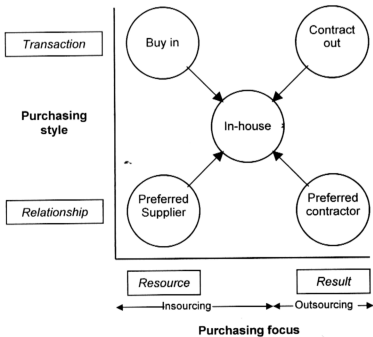 Transaction
Buy in
Contract
out
Purchasing
style
In-house
Relationship
Preferred
Supplier
Preferred
contractor
Resource
Result
Insourcing
Outsourcing
Purchasing focus